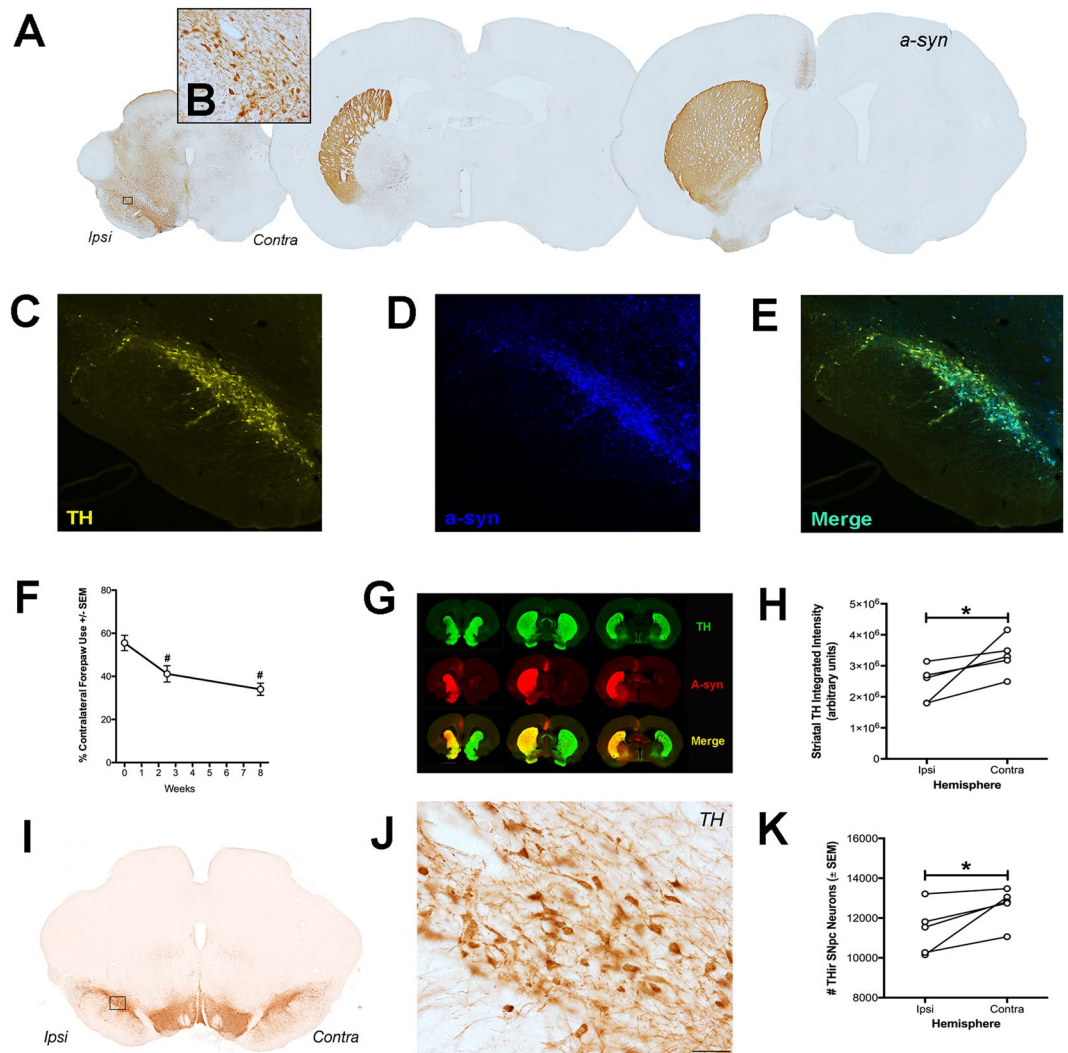 A
B
a-syn
Ipsi
Contra
C
TH
D
a-syn
E
Merge
F
% Contralateral Forepaw Use +/- SEM
80
60
40
20
0
#
#
0 1 2 3 4 5 6 7 8
Weeks
G
TH
A-syn
Merge
H
Striatal TH Integrated Intensity
(arbitrary units)
5×10⁶
4×10⁶
3×10⁶
2×10⁶
1×10⁶
0
*
Ipsi
Contra
Hemisphere
I
Ipsi
Contra
J
TH
K
# THir SNpc Neurons (± SEM)
16000
14000
12000
10000
8000
*
Ipsi
Contra
Hemisphere